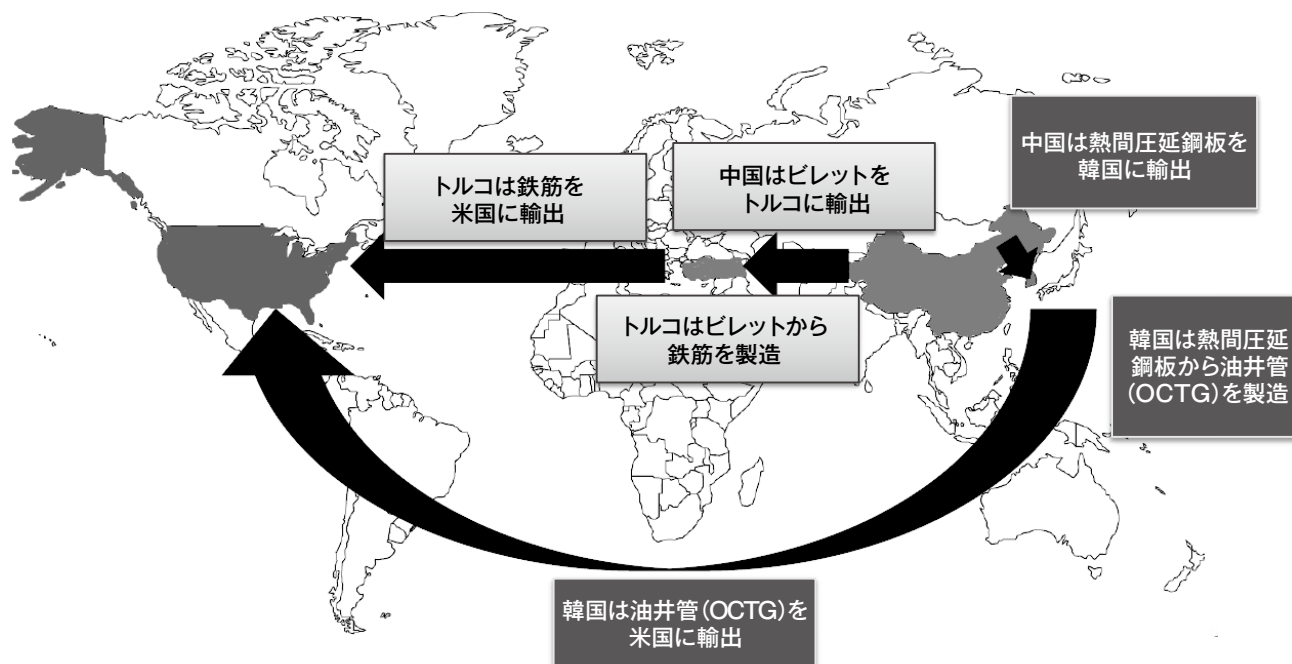 中国は熱間圧延鋼板を
韓国に輸出
トルコは鉄筋を
米国に輸出
中国はビレットを
トルコに輸出
トルコはビレットから
鉄筋を製造
韓国は熱間圧延
鋼板から油井管
(OCTG)を製造
韓国は油井管(OCTG)を
米国に輸出